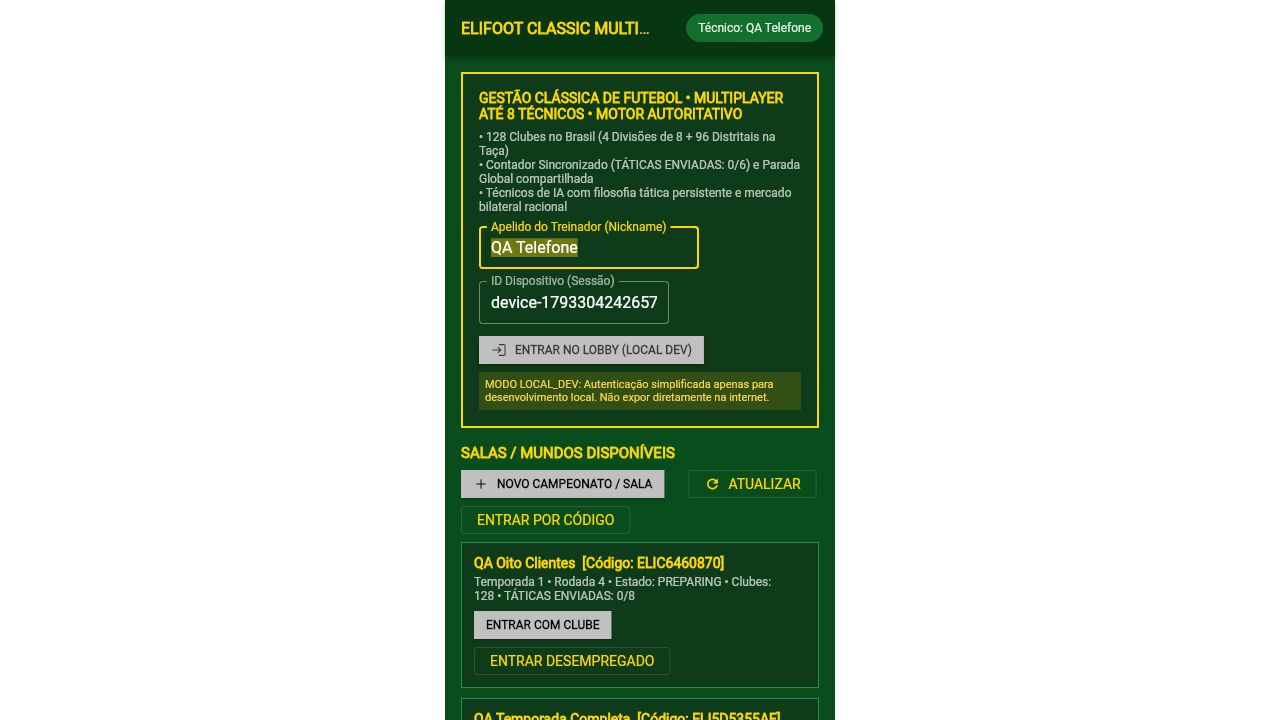 ELIFOOT CLASSIC MULTI...
Técnico: QA Telefone
GESTÃO CLÁSSICA DE FUTEBOL • MULTIPLAYER
ATÉ 8 TÉCNICOS • MOTOR AUTORITATIVO
• 128 Clubes no Brasil (4 Divisões de 8 + 96 Distritais na
Taça)
• Contador Sincronizado (TÁTICAS ENVIADAS: 0/6) e Parada
Global compartilhada
• Técnicos de IA com filosofia tática persistente e mercado
bilateral racional
Apelido do Treinador (Nickname)
QA Telefone
ID Dispositivo (Sessão)
device-1793304242657
ENTRAR NO LOBBY (LOCAL DEV)
MODO LOCAL_DEV: Autenticação simplificada apenas para
desenvolvimento local. Não expor diretamente na internet.
SALAS / MUNDOS DISPONÍVEIS
NOVO CAMPEONATO / SALA
ATUALIZAR
ENTRAR POR CÓDIGO
QA Oito Clientes [Código: ELIC6460870]
Temporada 1 • Rodada 4 • Estado: PREPARING • Clubes:
128 • TÁTICAS ENVIADAS: 0/8
ENTRAR COM CLUBE
ENTRAR DESEMPREGADO
QA Temporada Completa [Código: ELI5D5355AF]